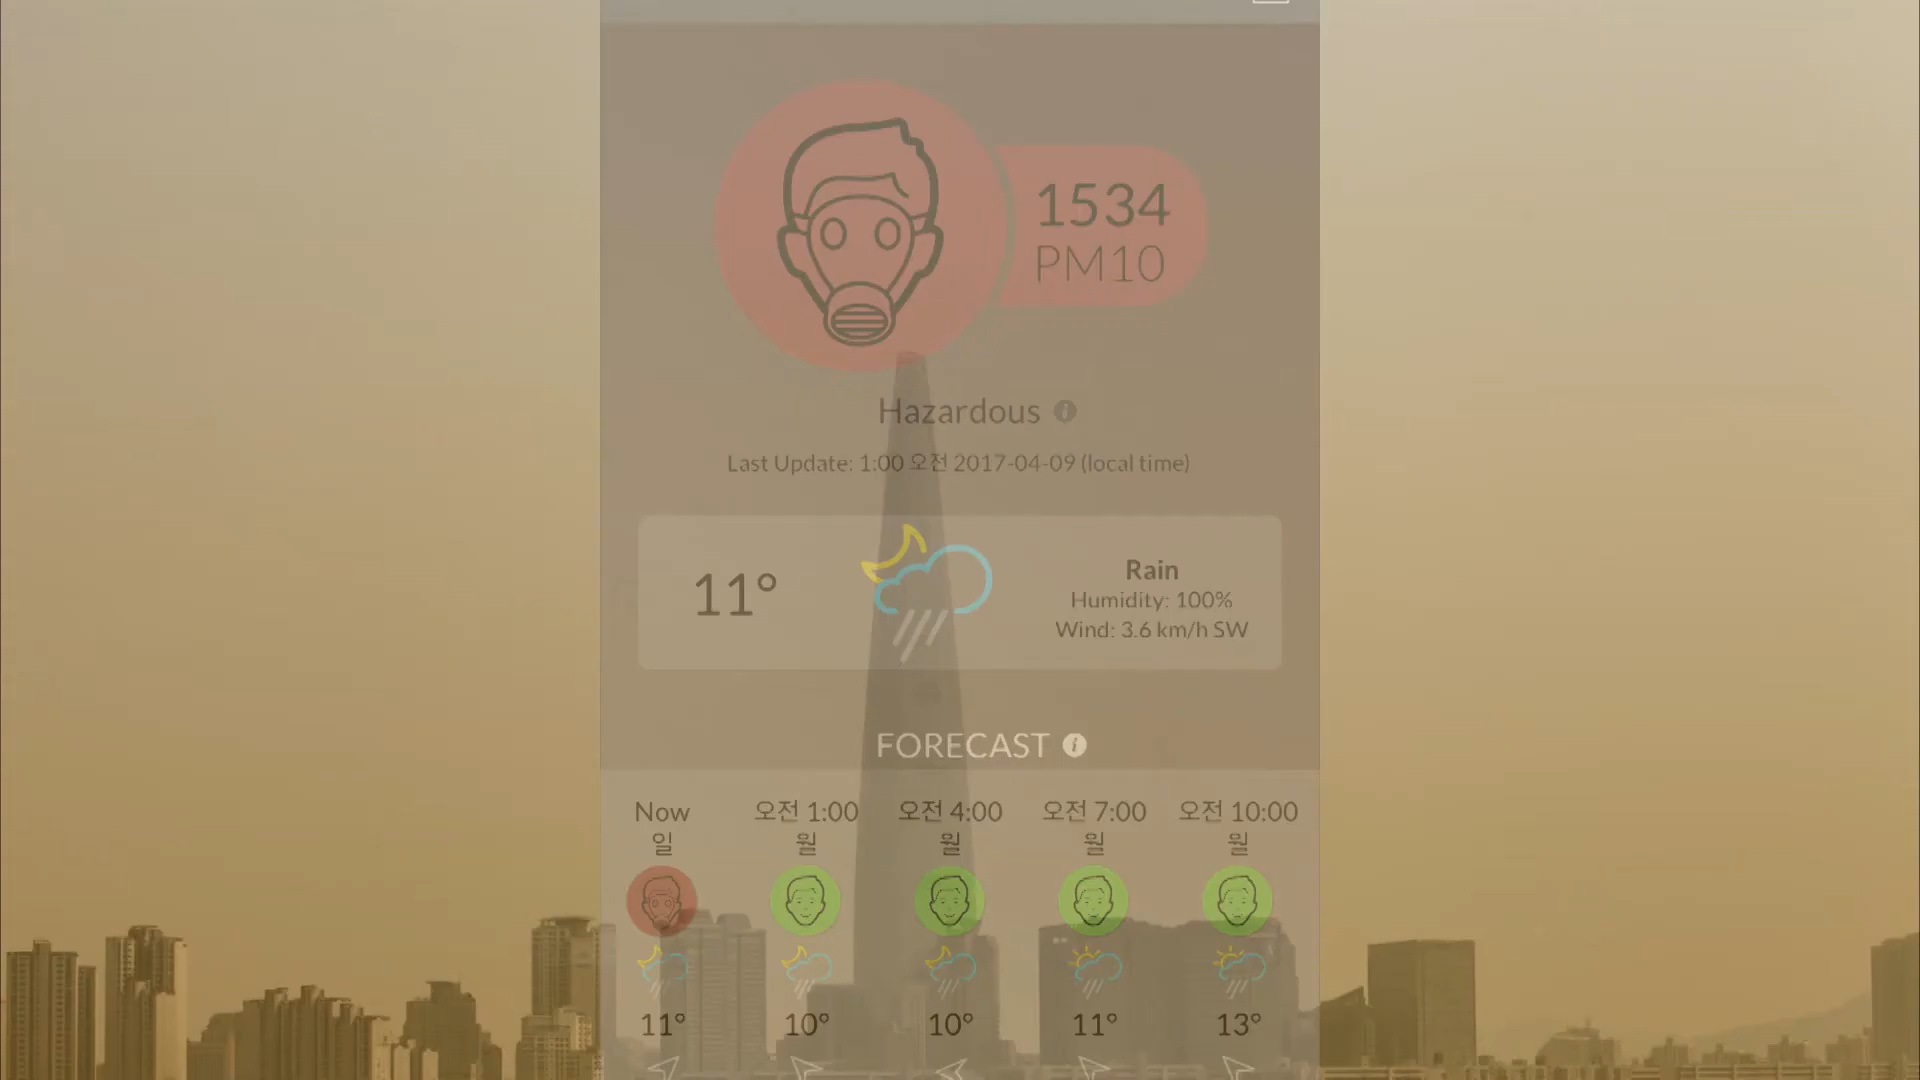 1534
PM10
Hazardous
Last Update: 1:00 오전 2017-04-09 (local time)
11°
Rain
Humidity: 100%
Wind: 3.6 km/h SW
FORECAST
Now 오전 1:00 오전 4:00 오전 7:00 오전 10:00
일 월 월 월 월
11° 10° 10° 11° 13°